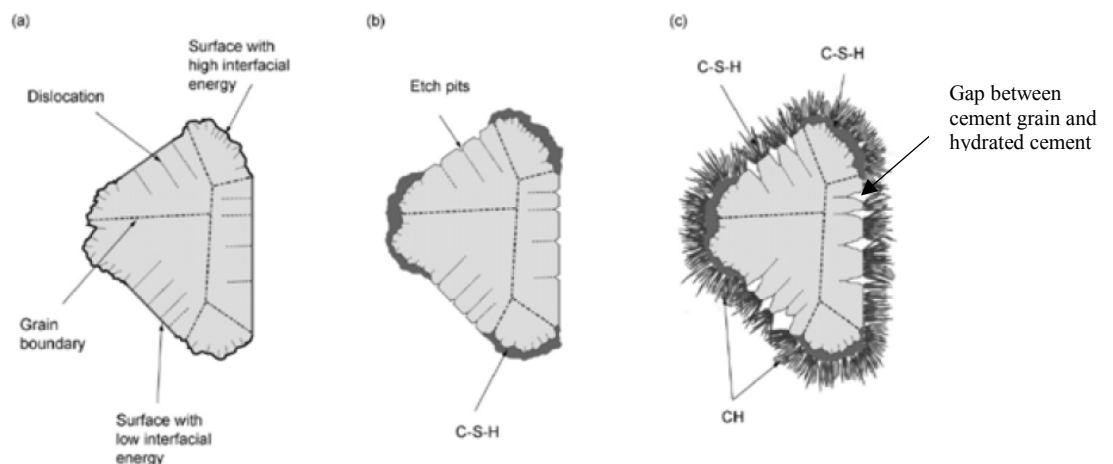 (a)
Surface with
high interfacial
energy
Dislocation
Grain
boundary
Surface with
low interfacial
energy
(b)
Etch pits
C-S-H
(c)
C-S-H
C-S-H
Gap between
cement grain and
hydrated cement
CH